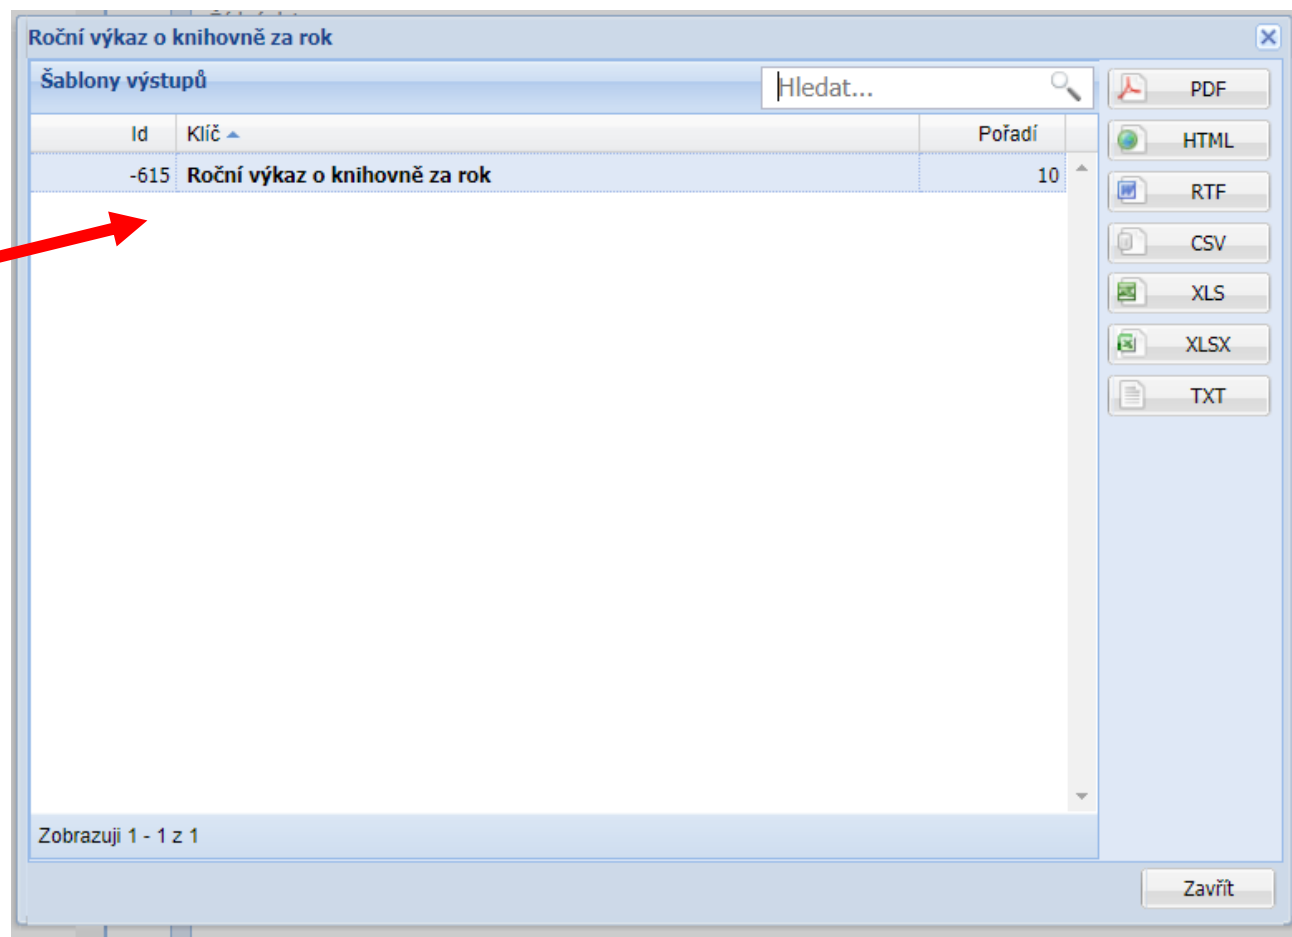 Roční výkaz o knihovně za rok
Šablony výstupů
Hledat...
Id Klíč Pořadí
-615 Roční výkaz o knihovně za rok 10
Zobrazuji 1 - 1 z 1
PDF
HTML
RTF
CSV
XLS
XLSX
TXT
Zavřít